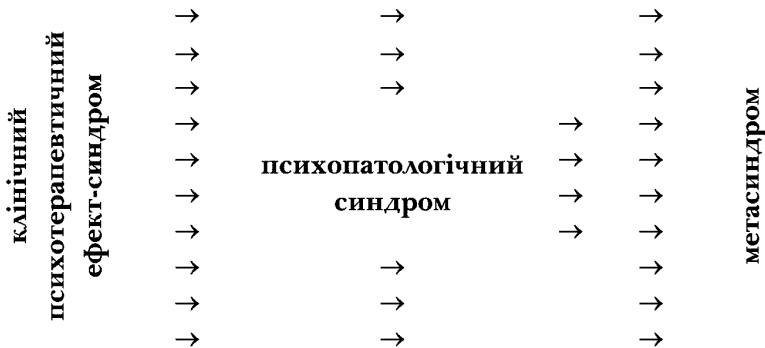 клінічний
психотерапевтичний
ефект-синдром
→ → →
→ → →
→ → →
→ → →
→ психопатологічний → →
→ синдром → →
→ → →
→ → →
→ → →
→ → →
метасиндром